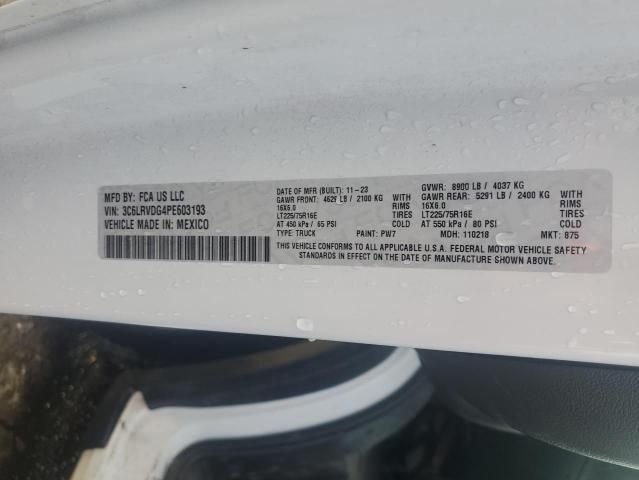 MFD BY: FCA US LLC
VIN: 3C6LRVDG4PE603193
VEHICLE MADE IN: MEXICO
DATE OF MFR (BUILT): 11-23
GAWR FRONT: LB / 2100 KG WITH
16X6.0 RIMS
LT225/75R16E TIRES
AT 450 kPa / 65 PSI COLD
TYPE: TRUCK PAINT: PW7
GVWR: 8900 LB / 4037 KG
GAWR REAR: 5291 LB / 2400 KG WITH
16X6.0 RIMS
LT225/75R16E TIRES
AT 550 kPa / 80 PSI COLD
MDH: 110218 MKT: 875
THIS VEHICLE CONFORMS TO ALL APPLICABLE U.S.A. FEDERAL MOTOR VEHICLE SAFETY
STANDARDS IN EFFECT ON THE DATE OF MANUFACTURE SHOWN ABOVE.